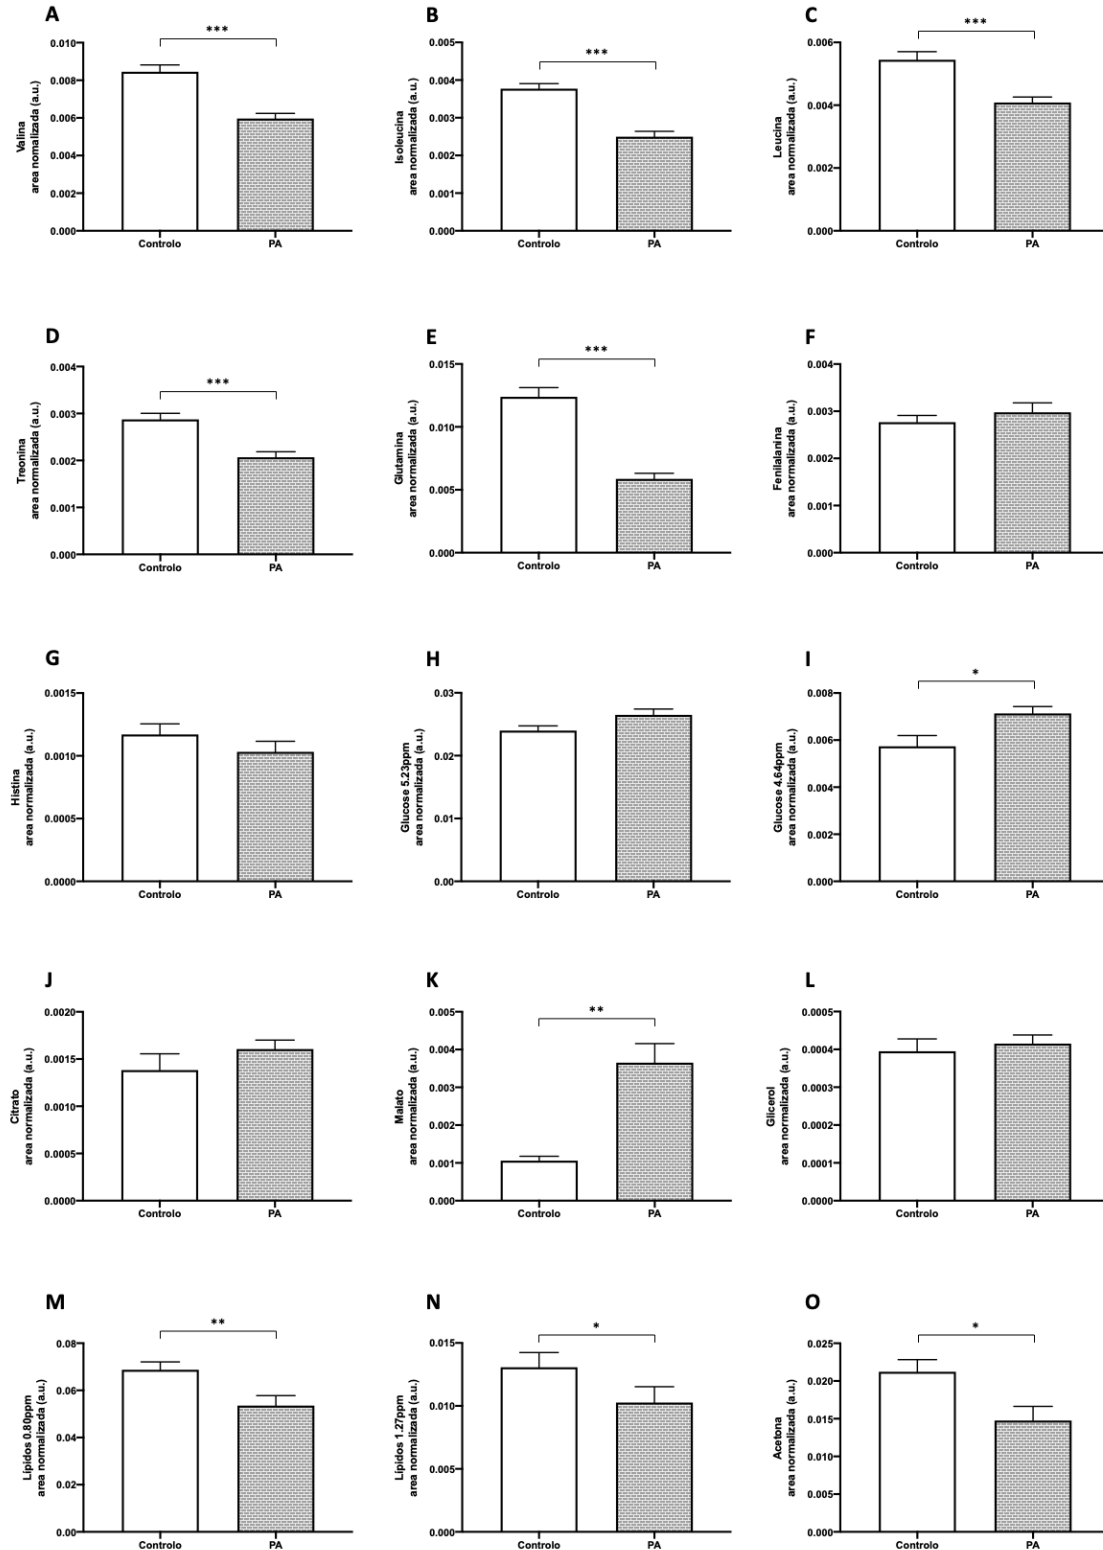 A
Valina
area nomalizada (a.u.)
0.010
0.008
0.006
0.004
0.002
0.000
***
Controlo
PA
B
Isoleucina
area normalizada (a.u.)
0.005
0.004
0.003
0.002
0.001
0.000
***
Controlo
PA
C
Leucina
area normalizada (a.u.)
0.006
0.004
0.002
0.000
***
Controlo
PA
D
Treonina
area normalizada (a.u.)
0.004
0.003
0.002
0.001
0.000
***
Controlo
PA
E
Glutamina
area normalizada (a.u.)
0.015
0.010
0.005
0.000
***
Controlo
PA
F
Fenilalanina
area normalizada (a.u.)
0.004
0.003
0.002
0.001
0.000
Controlo
PA
G
Histina
area normalizada (a.u.)
0.0015
0.0010
0.0005
0.0000
Controlo
PA
H
Glucose 5.23ppm
area normalizada (a.u.)
0.03
0.02
0.01
0.00
Controlo
PA
I
Glucose 4.64ppm
area normalizada (a.u.)
0.008
0.006
0.004
0.002
0.000
*
Controlo
PA
J
Citrato
area normalizada (a.u.)
0.0020
0.0015
0.0010
0.0005
0.0000
Controlo
PA
K
Malato
area normalizada (a.u.)
0.005
0.004
0.003
0.002
0.001
0.000
**
Controlo
PA
L
Glicerol
area normalizada (a.u.)
0.0005
0.0004
0.0003
0.0001
0.0001
0.0000
Controlo
PA
M
Lípidos 0.80ppm
area normalizada (a.u.)
0.08
0.06
0.04
0.02
0.00
**
Controlo
PA
N
Lípidos 1.27ppm
area normalizada (a.u.)
0.015
0.010
0.005
0.000
*
Controlo
PA
O
Acetona
area normalizada (a.u.)
0.025
0.020
0.015
0.010
0.005
0.000
*
Controlo
PA